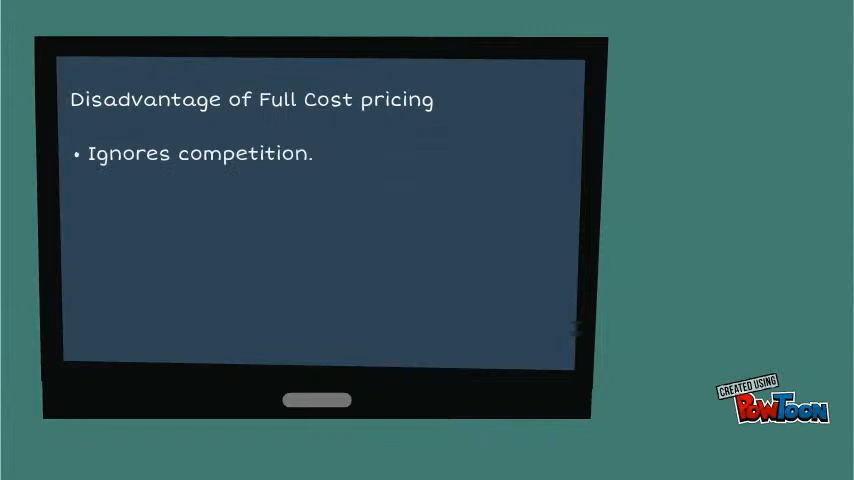 Disadvantage of Full Cost pricing
• Ignores competition.
CREATED USING
POWTOON